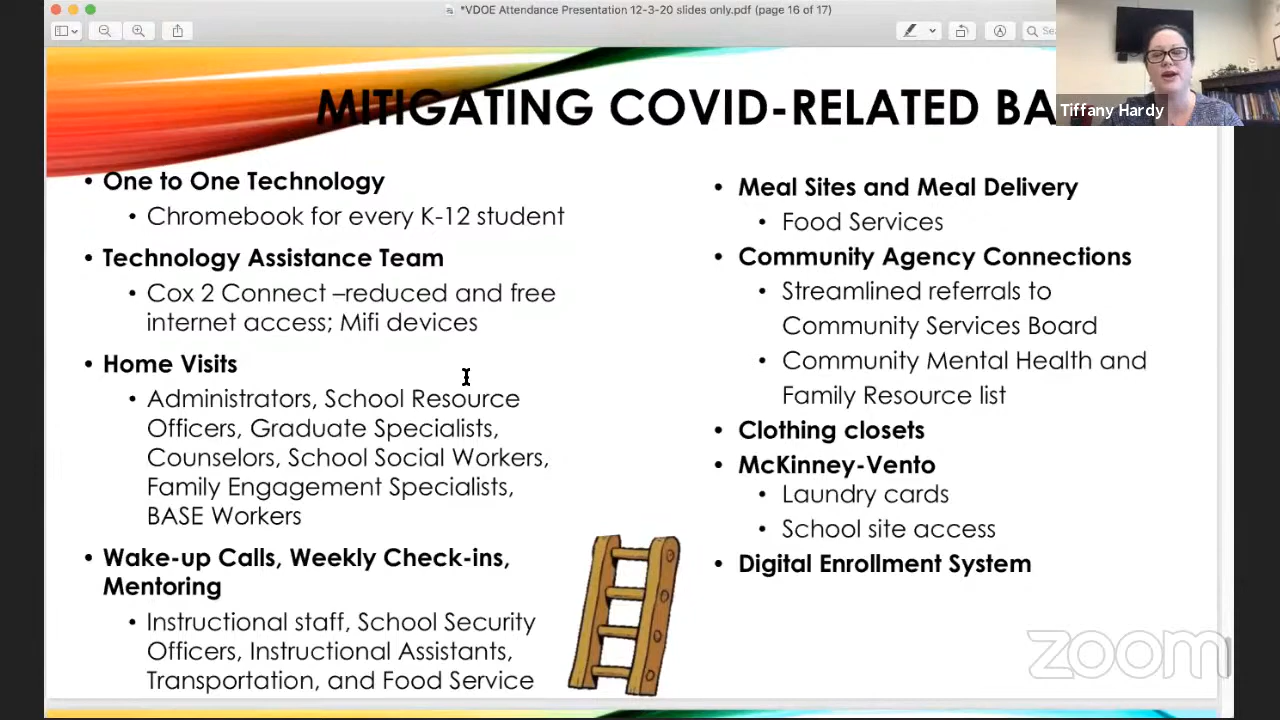 *VDOE Attendance Presentation 12-3-20 slides only.pdf (page 16 of 17)
Tiffany Hardy
MITIGATING COVID-RELATED BA
• One to One Technology
• Chromebook for every K-12 student
• Technology Assistance Team
• Cox 2 Connect –reduced and free
internet access; Mifi devices
• Home Visits
• Administrators, School Resource
Officers, Graduate Specialists,
Counselors, School Social Workers,
Family Engagement Specialists,
BASE Workers
• Wake-up Calls, Weekly Check-ins,
Mentoring
• Instructional staff, School Security
Officers, Instructional Assistants,
Transportation, and Food Service
• Meal Sites and Meal Delivery
• Food Services
• Community Agency Connections
• Streamlined referrals to
Community Services Board
• Community Mental Health and
Family Resource list
• Clothing closets
• McKinney-Vento
• Laundry cards
• School site access
• Digital Enrollment System
zoom